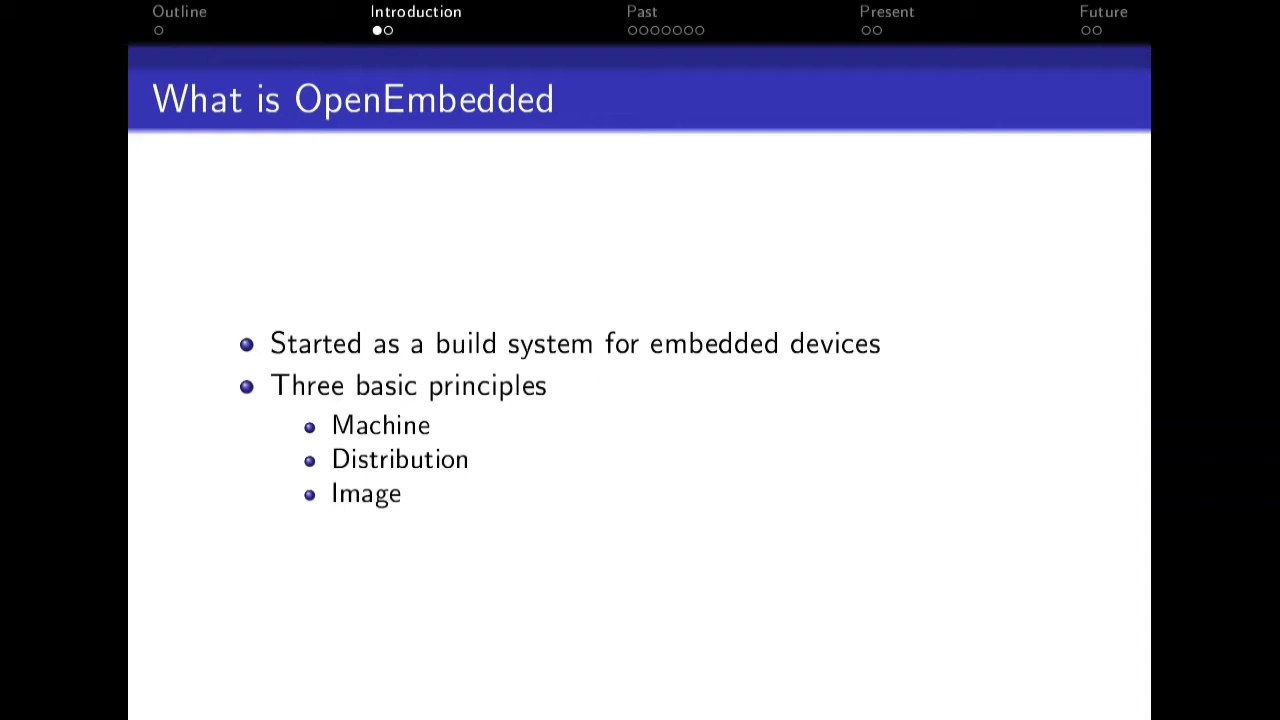 Outline Introduction Past Present Future
What is OpenEmbedded
Started as a build system for embedded devices
Three basic principles
Machine
Distribution
Image